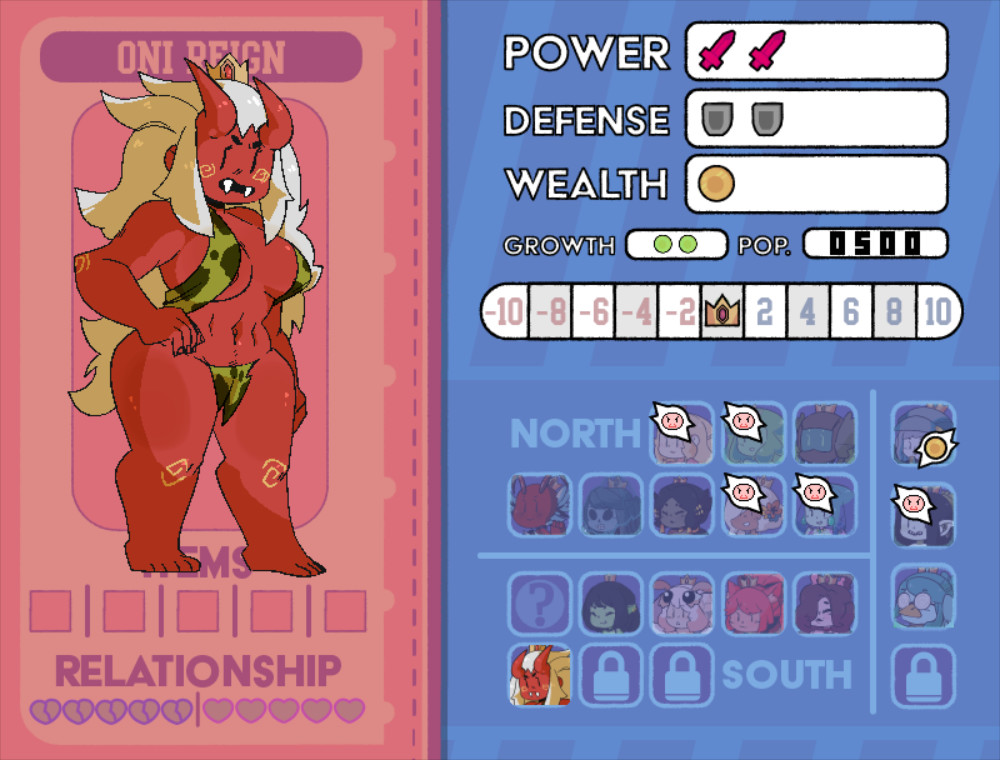 ONI REIGN
ITEMS
RELATIONSHIP
POWER
DEFENSE
WEALTH
GROWTH
POP. 0500
-10 -8 -6 -4 -2 2 4 6 8 10
NORTH
?
SOUTH